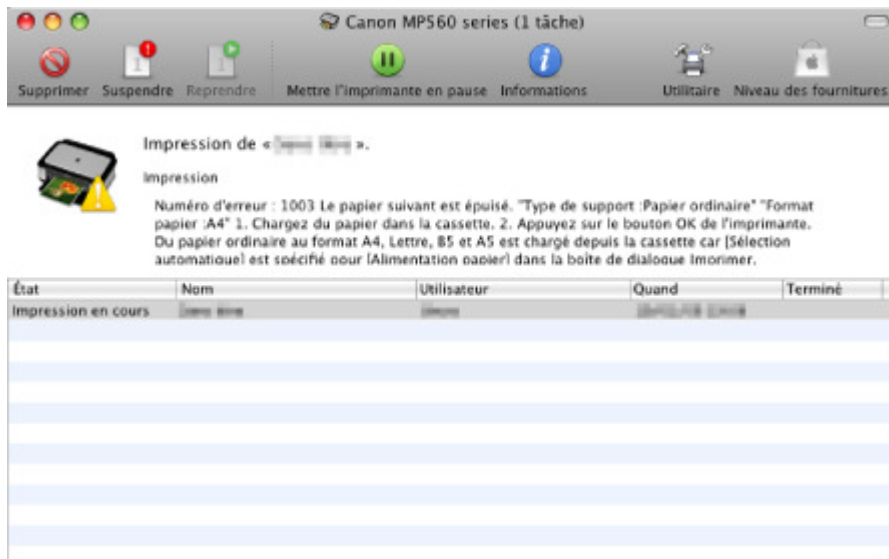 Canon MP560 series (1 tâche)
Supprimer Suspendre Reprendre Mettre l'imprimante en pause Informations Utilitaire Niveau des fournitures
Impression de « ».
Impression
Numéro d'erreur : 1003 Le papier suivant est épuisé. "Type de support :Papier ordinaire" "Format
papier :A4" 1. Chargez du papier dans la cassette. 2. Appuyez sur le bouton OK de l'imprimante.
Du papier ordinaire au format A4, Lettre, B5 et A5 est chargé depuis la cassette car [Sélection
automatique] est spécifié pour [Alimentation papier] dans la boîte de dialogue Imprimer.
État Nom Utilisateur Quand Terminé
Impression en cours